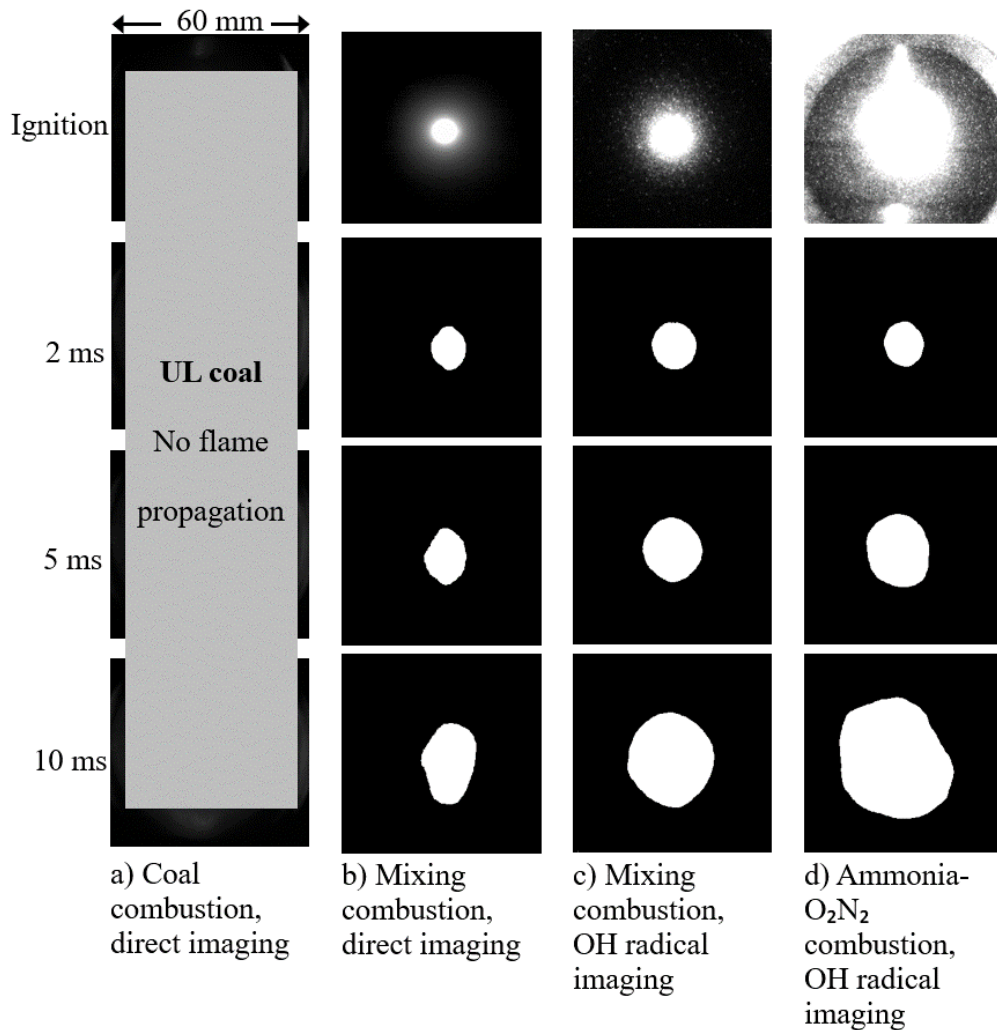 60 mm
Ignition
2 ms
5 ms
10 ms
UL coal
No flame
propagation
a) Coal
combustion,
direct imaging
b) Mixing
combustion,
direct imaging
c) Mixing
combustion,
OH radical
imaging
d) Ammonia-
O₂N₂
combustion,
OH radical
imaging